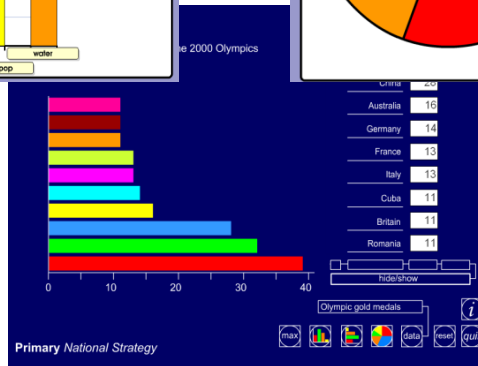 water
pop
2000 Olympics
China 28
Australia 16
Germany 14
France 13
Italy 13
Cuba 11
Britain 11
Romania 11
0 10 20 30 40
hide/show
Olympic gold medals
i
max data reset
Primary National Strategy